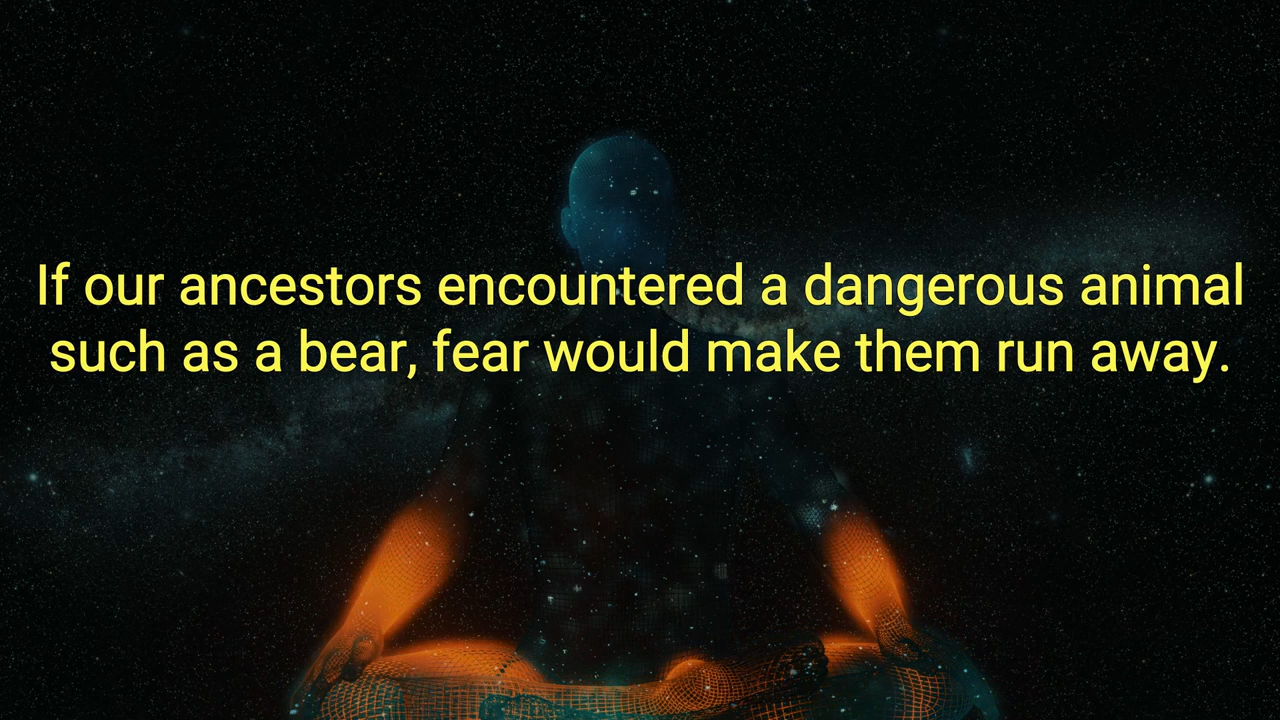 If our ancestors encountered a dangerous animal
such as a bear, fear would make them run away.